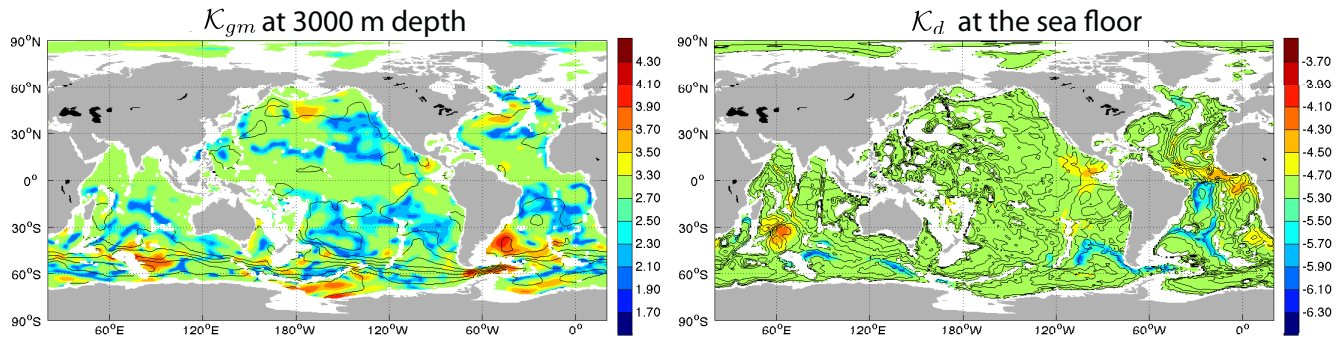 K_gm at 3000 m depth
90°N
60°N
30°N
0°
30°S
60°S
90°S
60°E
120°E
180°W
120°W
60°W
0°
4.30
4.10
3.90
3.70
3.50
3.30
2.70
2.50
2.30
2.10
1.90
1.70
K_d at the sea floor
90°N
60°N
30°N
0°
30°S
60°S
90°S
60°E
120°E
180°W
120°W
60°W
0°
-3.70
-3.90
-4.10
-4.30
-4.50
-4.70
-5.30
-5.50
-5.70
-5.90
-6.10
-6.30